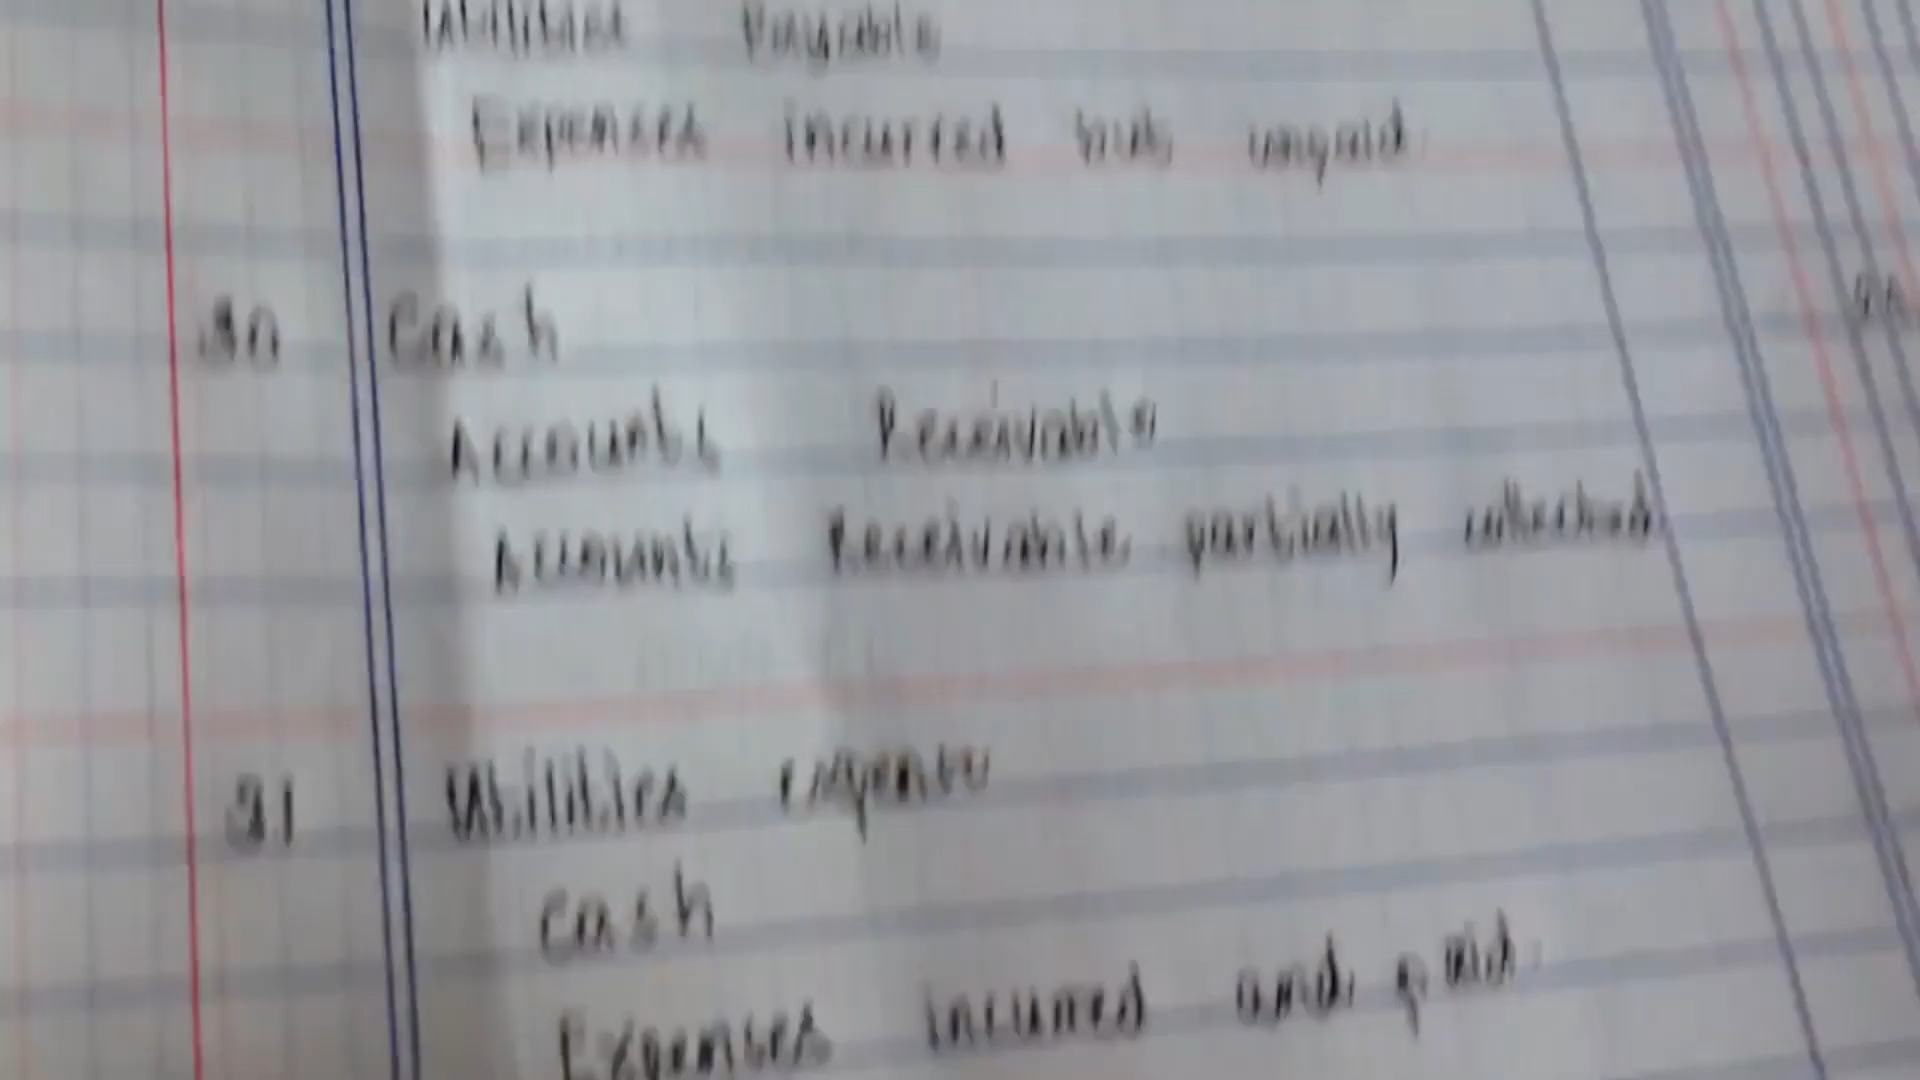 Utilities Payable
Expenses incurred but unpaid.
30 Cash
Accounts Receivable
Accounts Receivable partially collected.
31 Utilities expense
Cash
Expenses incurred and paid.